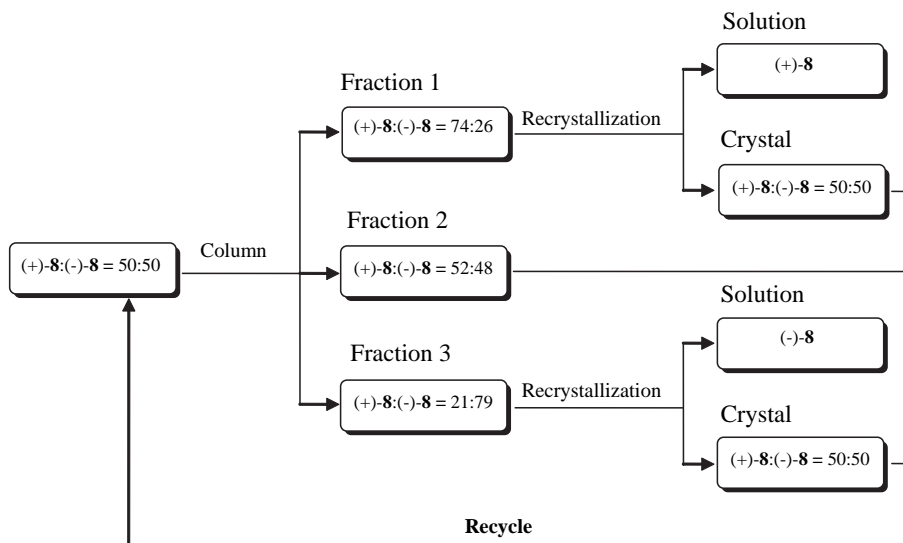 Solution
(+)-8
Fraction 1
(+)-8:(-)-8 = 74:26
Recrystallization
Crystal
(+)-8:(-)-8 = 50:50
Fraction 2
(+)-8:(-)-8 = 50:50
Column
(+)-8:(-)-8 = 52:48
Solution
(-)-8
Fraction 3
(+)-8:(-)-8 = 21:79
Recrystallization
Crystal
(+)-8:(-)-8 = 50:50
Recycle